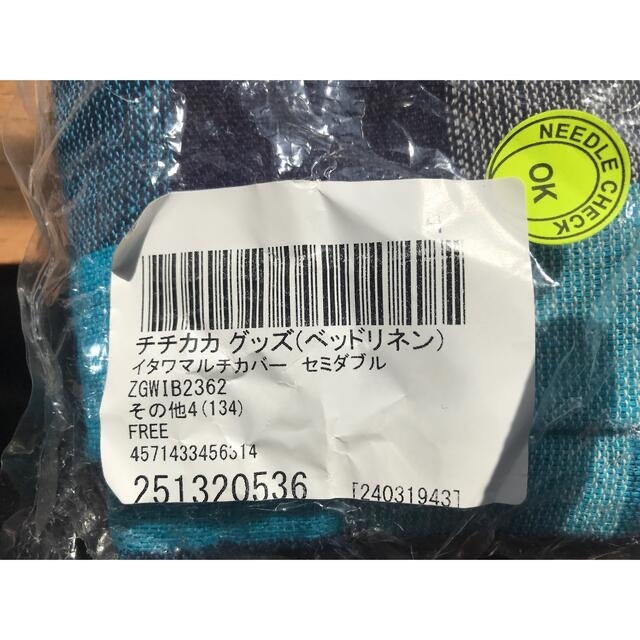 NEEDLE CHECK
OK
チチカカ グッズ(ベッドリネン)
イタワマルチカバー セミダブル
ZGWIB2362
その他4(134)
FREE
4571433456314
251320536 [24031943]